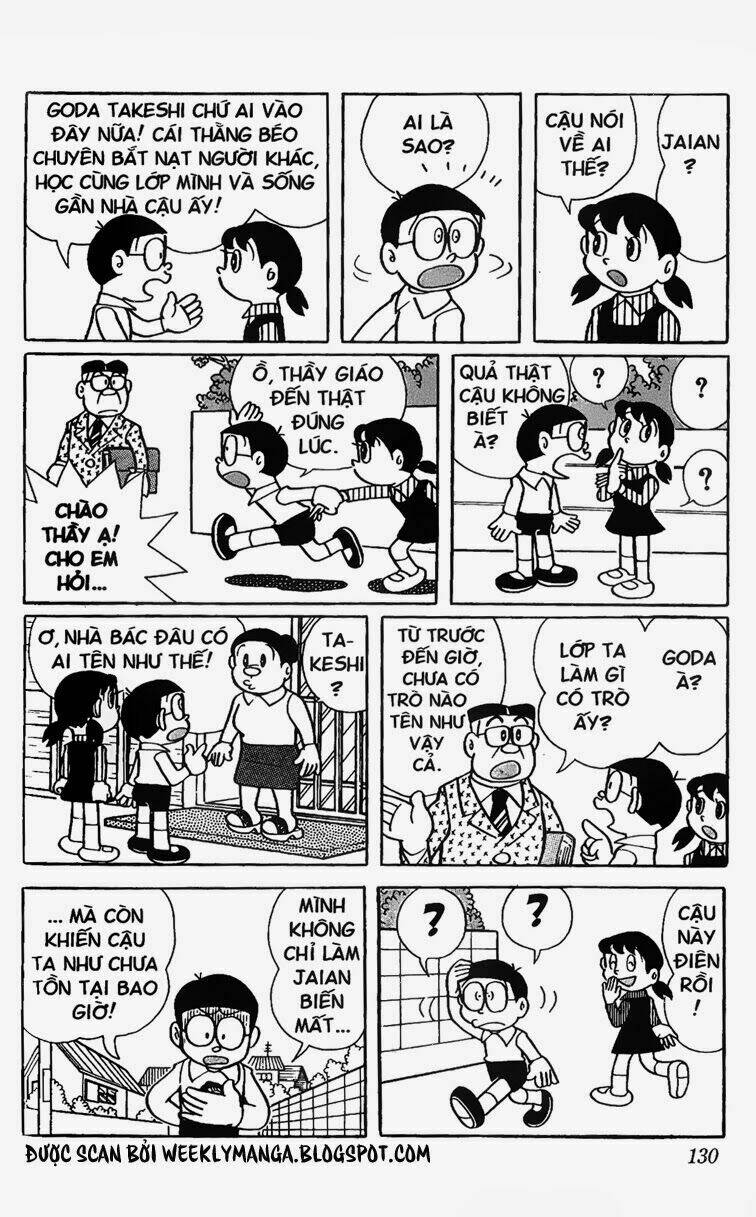 JAIAN
?
CẬU NÓI
VỀ AI
THẾ?
AI LÀ
SAO?
GODA TAKESHI CHỨ AI VÀO
ĐÂY NỮA! CÁI THẰNG BÉO
CHUYÊN BẮT NẠT NGƯỜI KHÁC,
HỌC CÙNG LỚP MÌNH VÀ SỐNG
GẦN NHÀ CẬU ẤY!
?
?
?
QUẢ THẬT
CẬU KHÔNG
BIẾT
À?
Ồ, THẦY GIÁO
ĐẾN THẬT
ĐÚNG
LÚC.
CHÀO
THẦY Ạ!
CHO EM
HỎI...
GODA
À?
LỚP TA
LÀM GÌ
CÓ TRÒ
ẤY?
TỪ TRƯỚC
ĐẾN GIỜ,
CHƯA CÓ
TRÒ NÀO
TÊN NHƯ
VẬY
CẢ.
TA-
KESHI
?
Ơ, NHÀ BÁC ĐÂU CÓ
AI TÊN NHƯ THẾ!
CẬU
NÀY
ĐIÊN
RỒI
!
?
?
MÌNH
KHÔNG
CHỈ LÀM
JAIAN
BIẾN
MẤT...
... MÀ CÒN
KHIẾN CẬU
TA NHƯ CHƯA
TỒN TẠI BAO
GIỜ!
ĐƯỢC SCAN BỞI WEEKLYMANGA.BLOGSPOT.COM
130